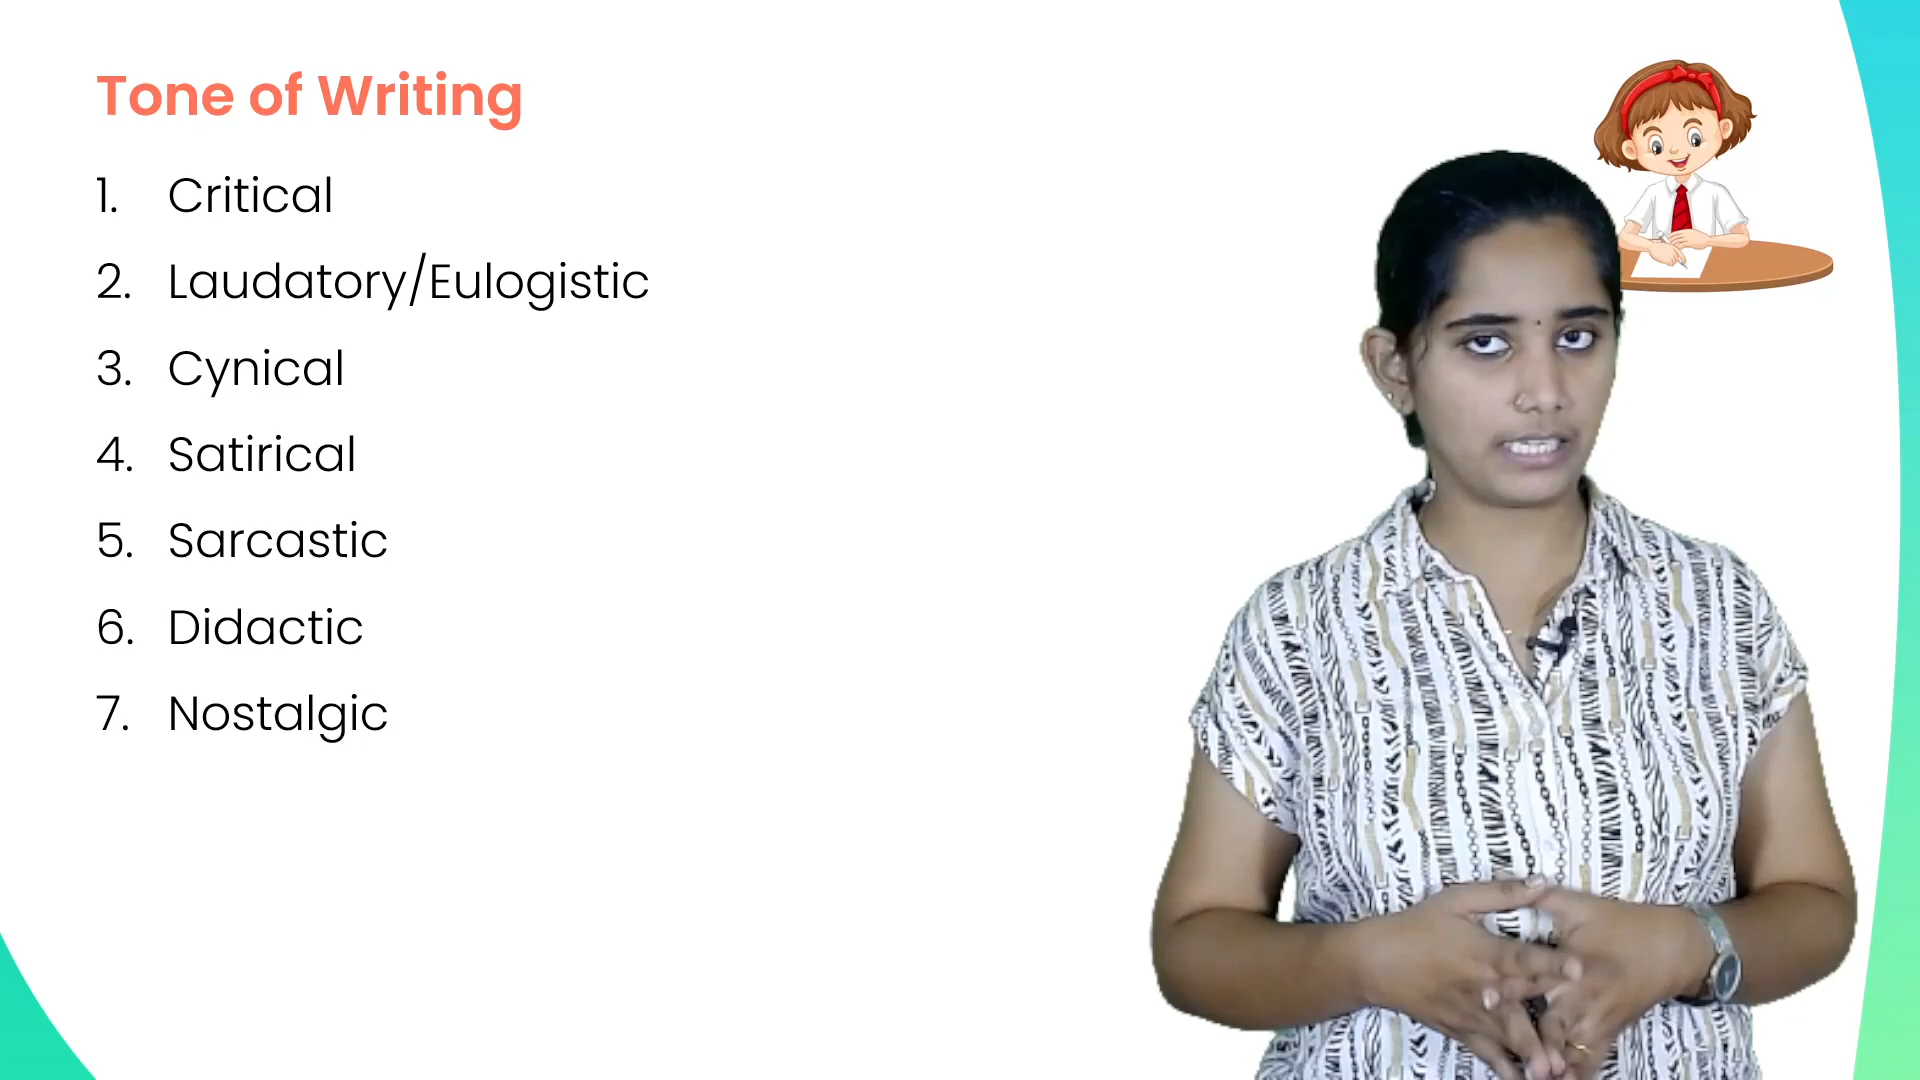 Tone of Writing
1. Critical
2. Laudatory/Eulogistic
3. Cynical
4. Satirical
5. Sarcastic
6. Didactic
7. Nostalgic